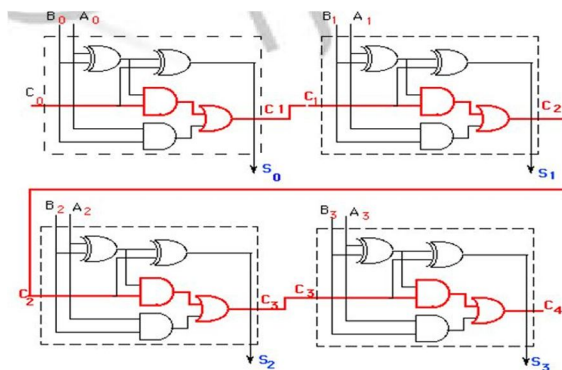 B0 A0 B1 A1
C0 C1 C1 C2
S0 S1
B2 A2 B3 A3
C2 C3 C3 C4
S2 S3